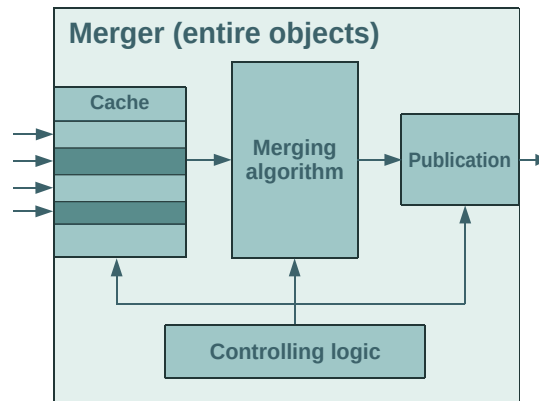 Merger (entire objects)
Cache
Merging
algorithm
Publication
Controlling logic